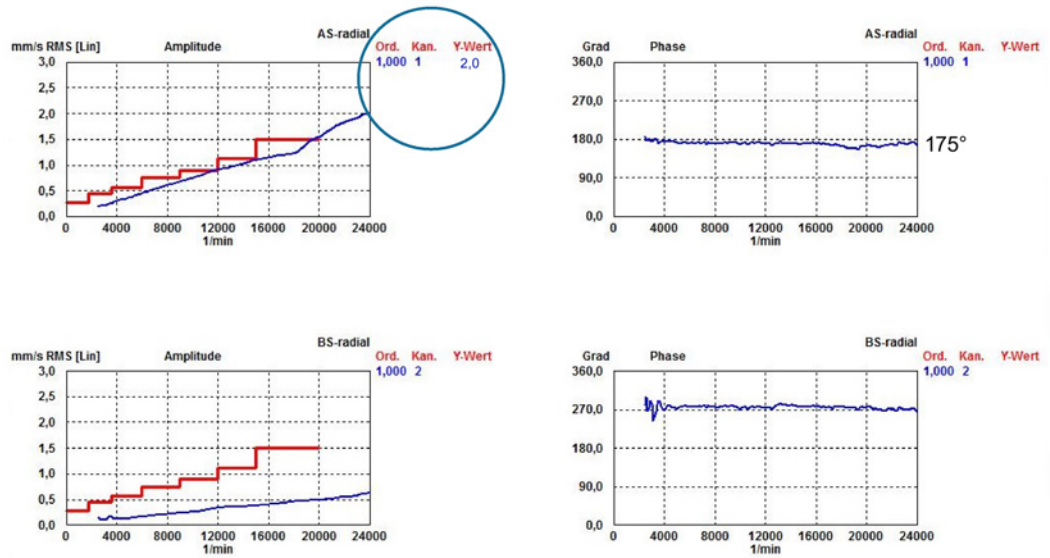 AS-radial
mm/s RMS [Lin] Amplitude Ord. Kan. Y-Wert
3,0 1,000 1 2,0
2,5
2,0
1,5
1,0
0,5
0,0
0 4000 8000 12000 16000 20000 24000
1/min
AS-radial
Grad Phase Ord. Kan. Y-Wert
360,0 1,000 1
270,0
180,0 175°
90,0
0,0
0 4000 8000 12000 16000 20000 24000
1/min
BS-radial
mm/s RMS [Lin] Amplitude Ord. Kan. Y-Wert
3,0 1,000 2
2,5
2,0
1,5
1,0
0,5
0,0
0 4000 8000 12000 16000 20000 24000
1/min
BS-radial
Grad Phase Ord. Kan. Y-Wert
360,0 1,000 2
270,0
180,0
90,0
0,0
0 4000 8000 12000 16000 20000 24000
1/min